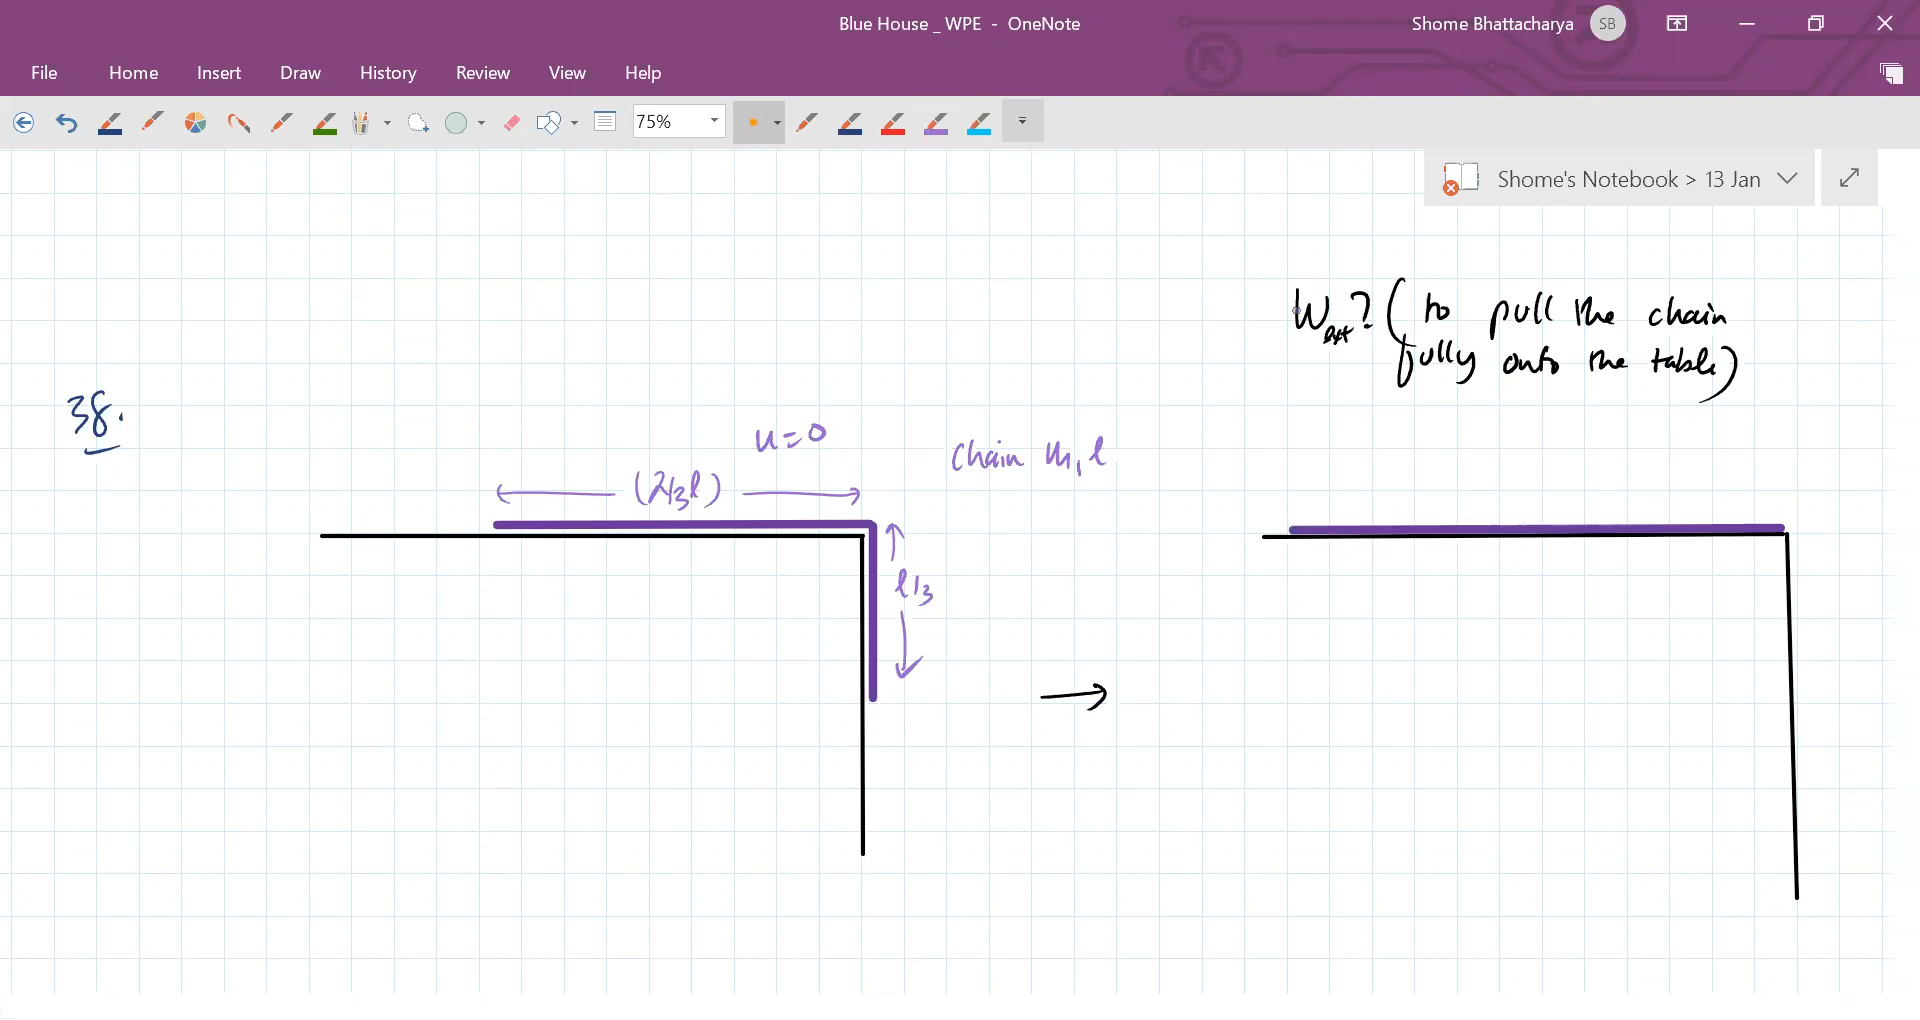 Blue House _ WPE - OneNote
Shome Bhattacharya SB
File Home Insert Draw History Review View Help
75%
Shome's Notebook > 13 Jan
Wext? (to pull the chain
fully onto the table)
38.
u=0
chain m, l
(2/3 l)
l/3